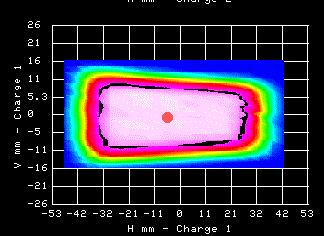 H mm - Charge 2
26
21
16
11
5.3
0
-5
-11
-16
-21
-26
V mm - Charge 1
-53 -42 -32 -21 -11 0 11 21 32 42 53
H mm - Charge 1